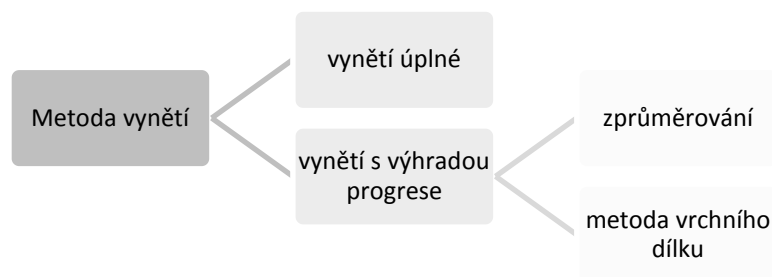 Metoda vynětí
vynětí úplné
vynětí s výhradou
progrese
zprůměrování
metoda vrchního
dílku